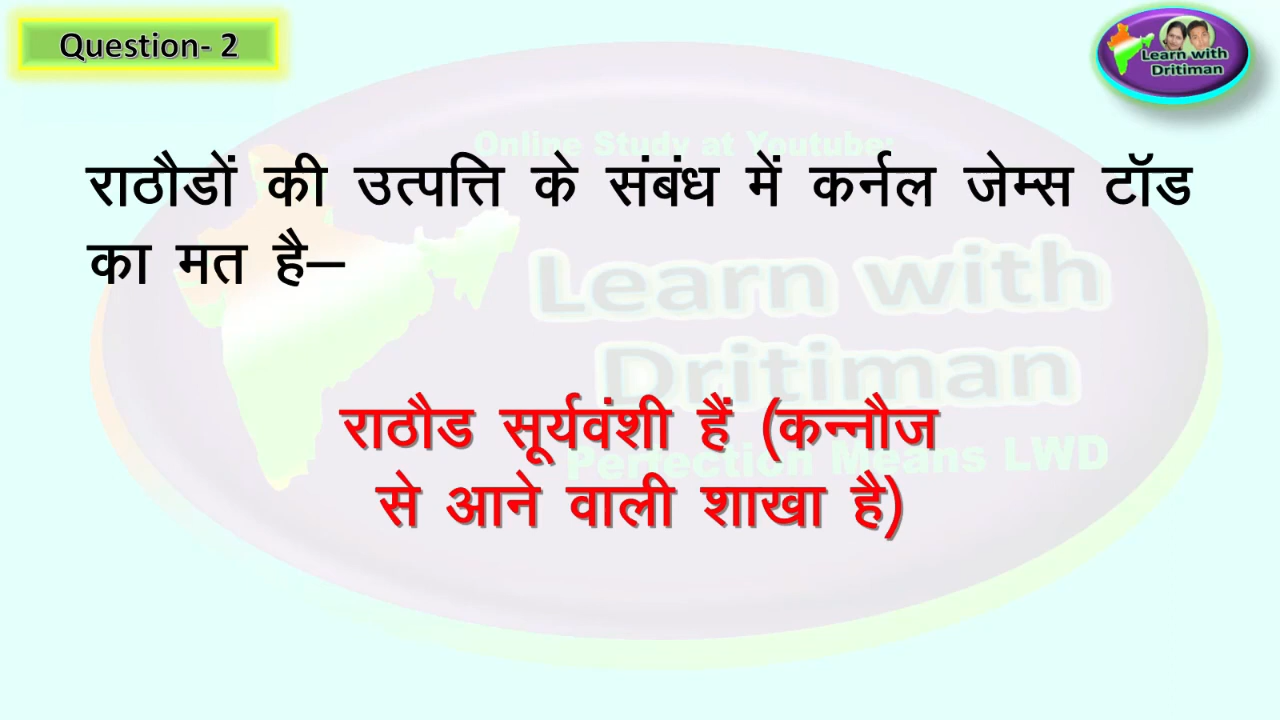 Question- 2
Learn with
Dritiman
राठौडों की उत्पत्ति के संबंध में कर्नल जेम्स टॉड
का मत है–
Online Study at Youtube:
Learn with
Dritiman
राठौड सूर्यवंशी हैं (कन्नौज
Perfection Means LWD
से आने वाली शाखा है)